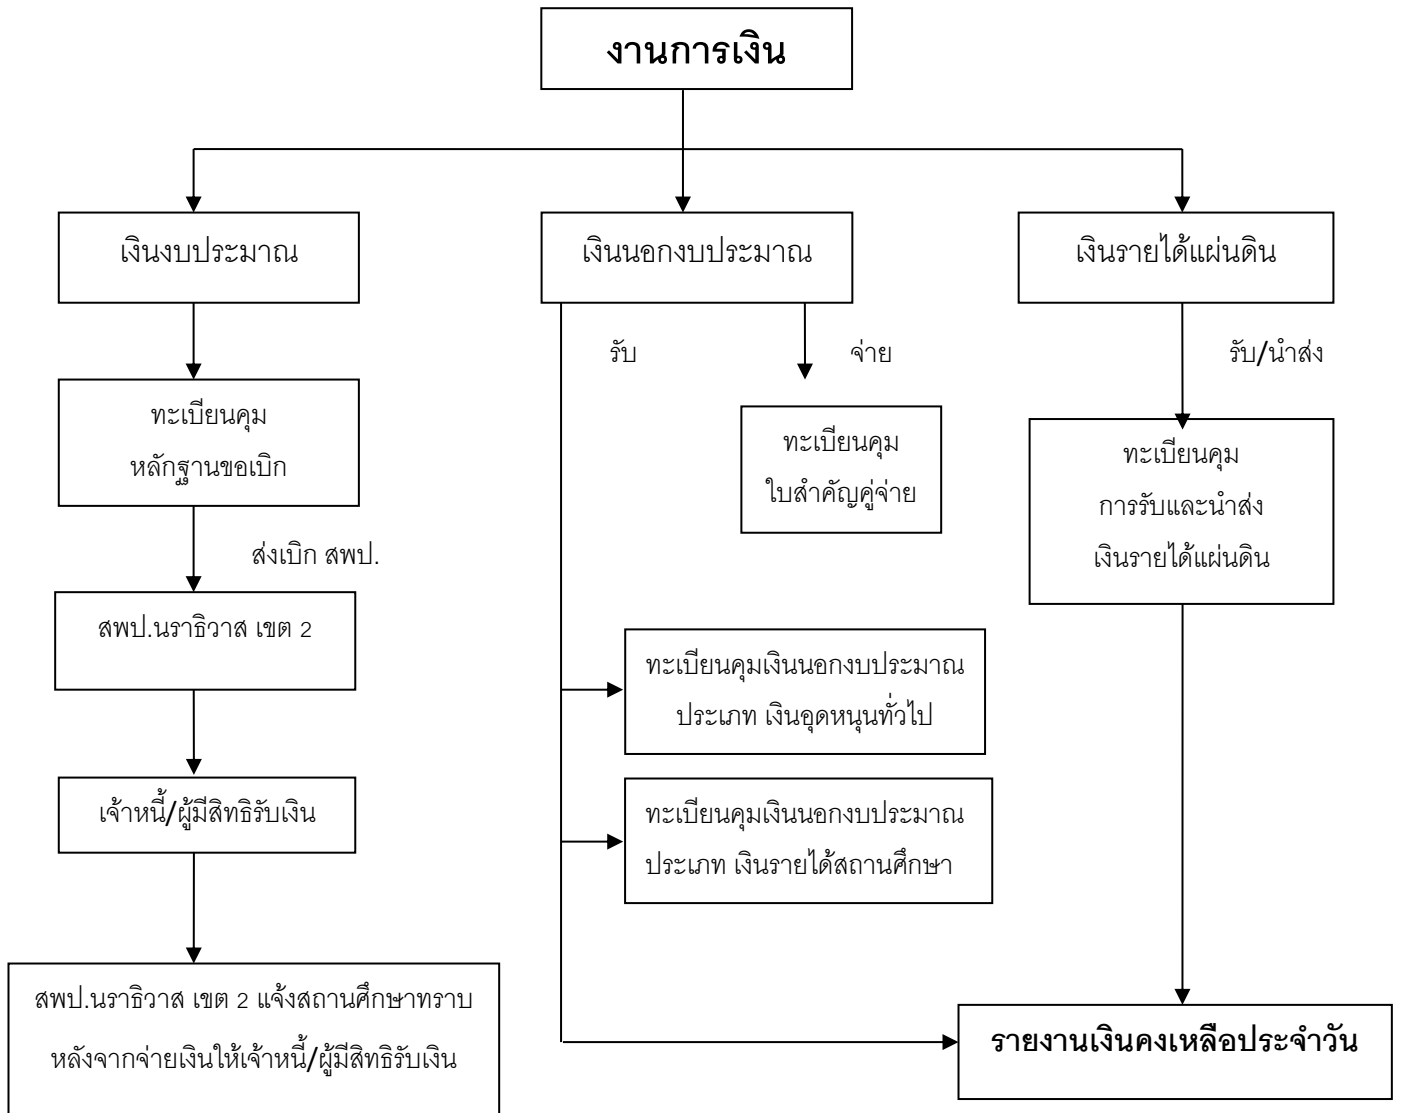 งานการเงิน
เงินงบประมาณ
เงินนอกงบประมาณ
เงินรายได้แผ่นดิน
รับ
จ่าย
รับ/นำส่ง
ทะเบียนคุม
หลักฐานขอเบิก
ทะเบียนคุม
ใบสำคัญคู่จ่าย
ทะเบียนคุม
การรับและนำส่ง
เงินรายได้แผ่นดิน
ส่งเบิก สพป.
สพป.นราธิวาส เขต 2
ทะเบียนคุมเงินนอกงบประมาณ
ประเภท เงินอุดหนุนทั่วไป
เจ้าหนี้/ผู้มีสิทธิรับเงิน
ทะเบียนคุมเงินนอกงบประมาณ
ประเภท เงินรายได้สถานศึกษา
สพป.นราธิวาส เขต 2 แจ้งสถานศึกษาทราบ
หลังจากจ่ายเงินให้เจ้าหนี้/ผู้มีสิทธิรับเงิน
รายงานเงินคงเหลือประจำวัน